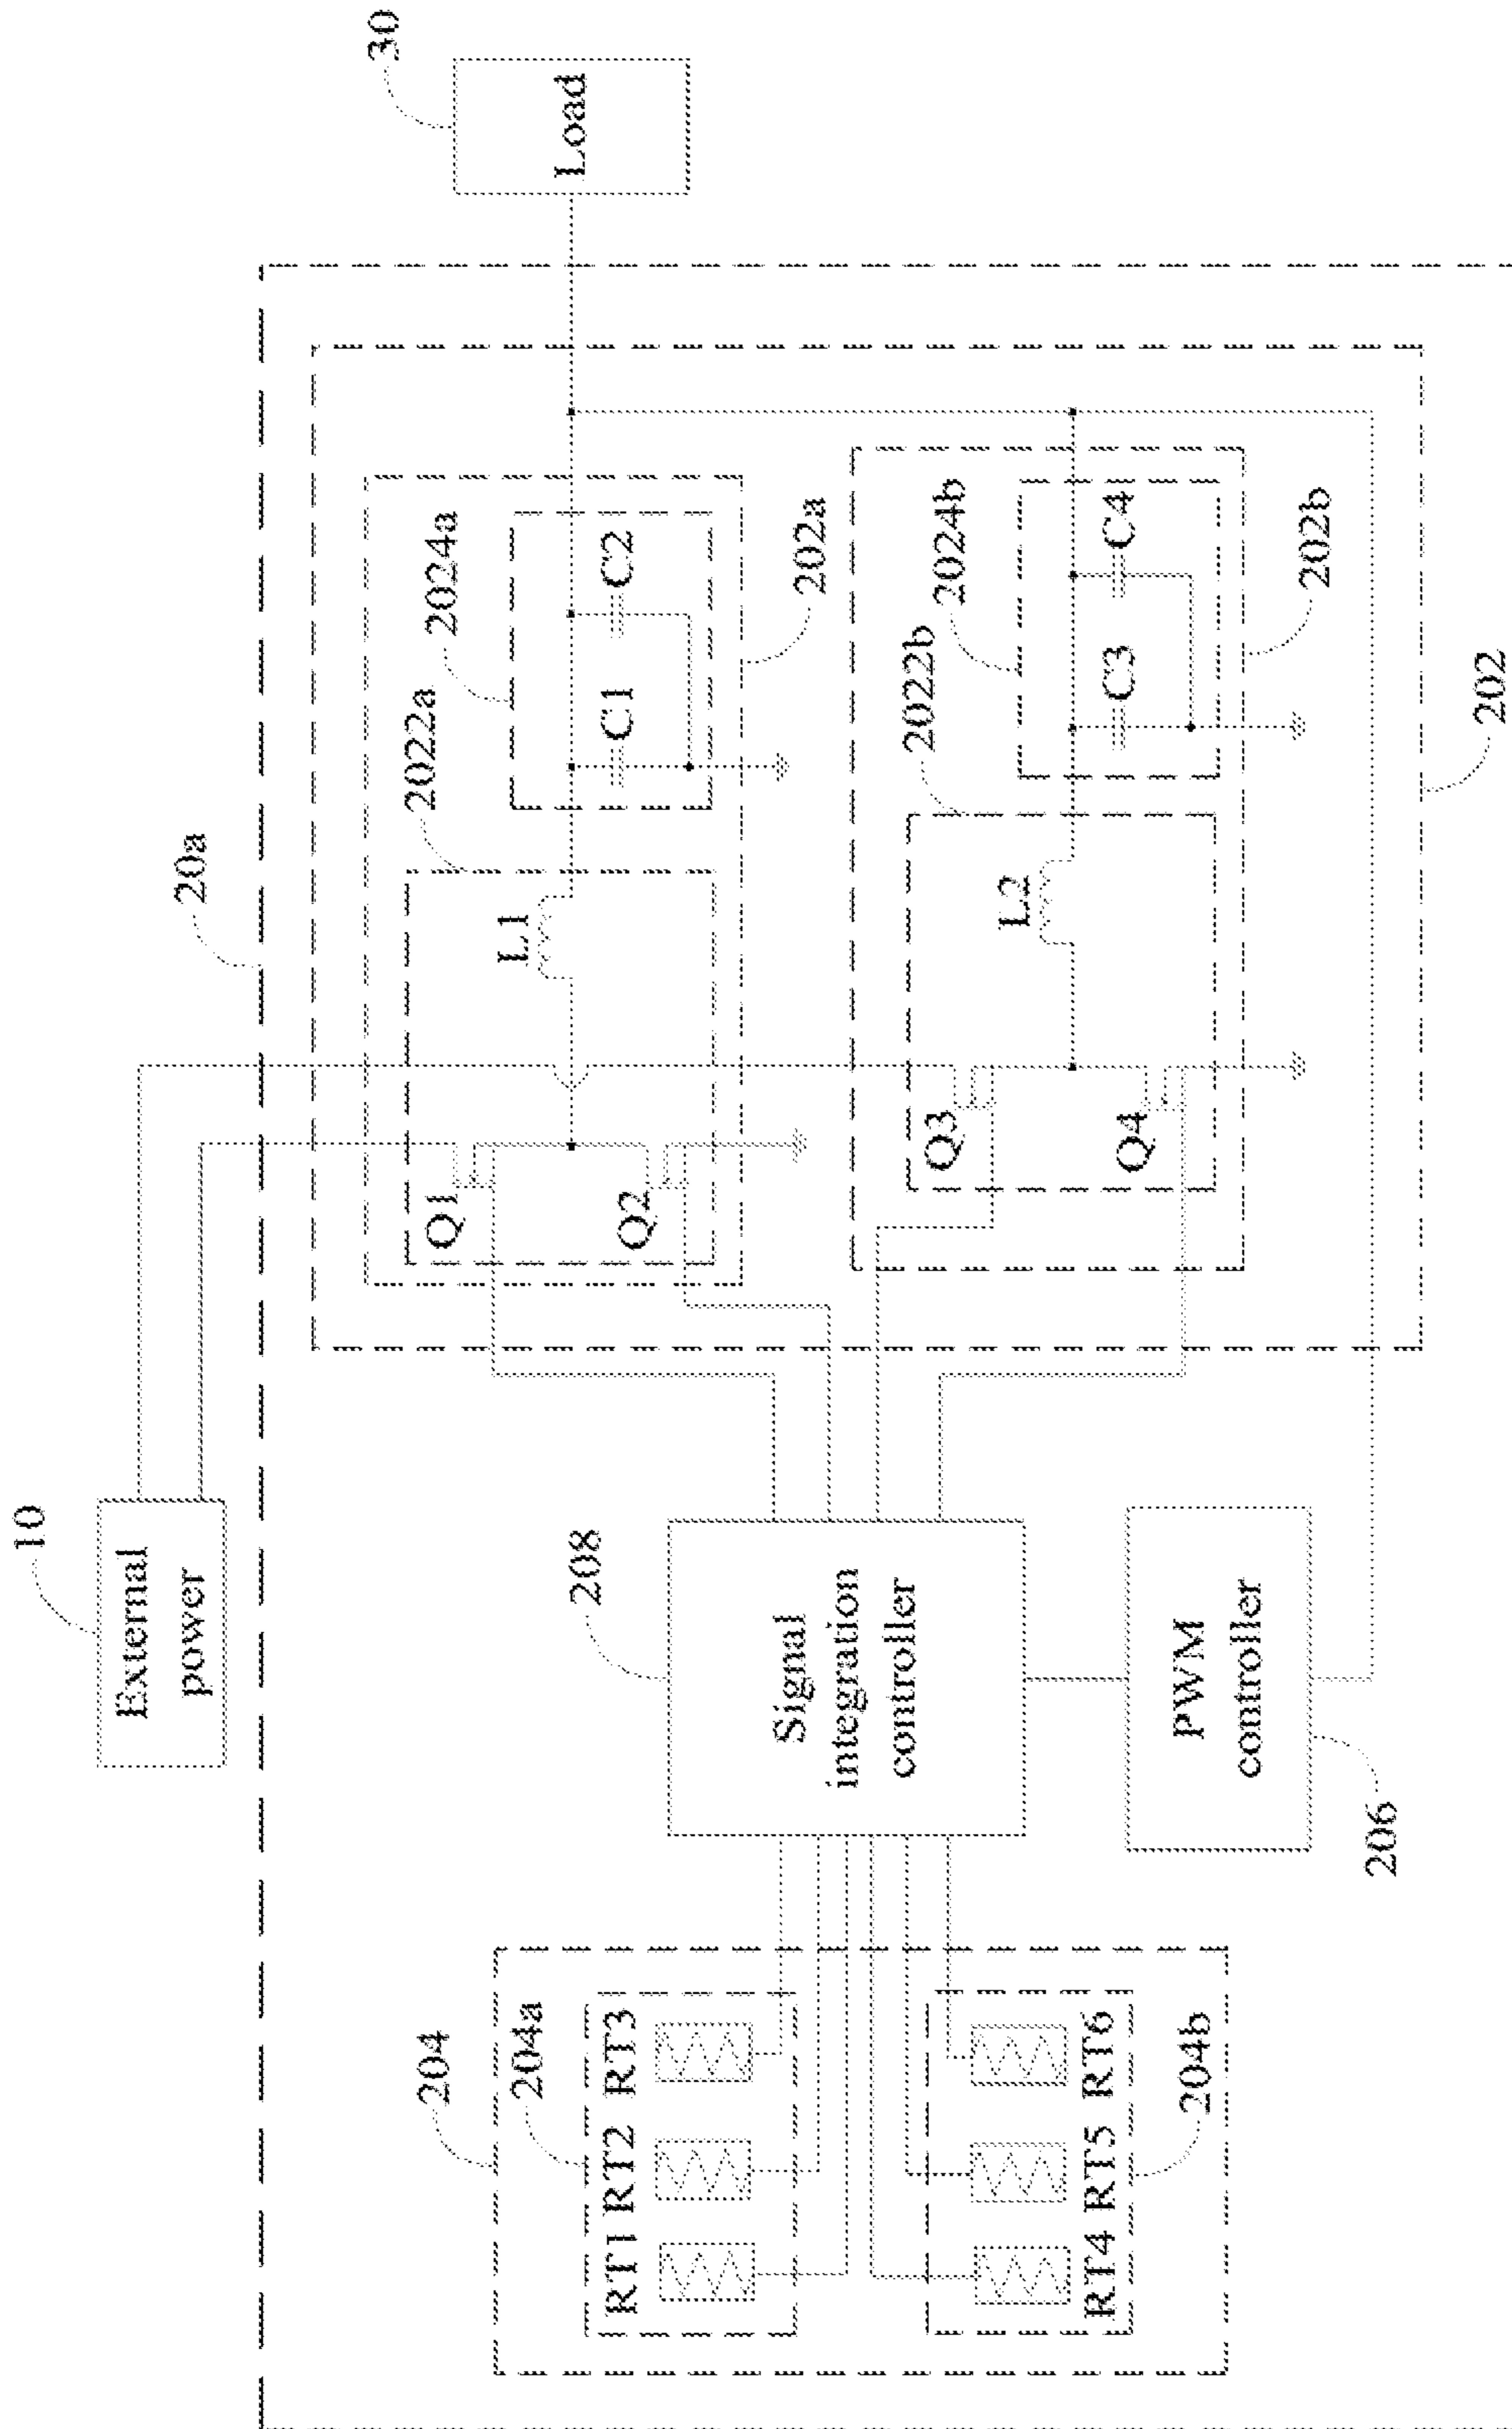 10
External
power
20a
30
Load
2022a
2024a
L1
C1
C2
Q1
Q2
202a
2022b
2024b
L2
C3
C4
Q3
Q4
202b
202
208
Signal
integration
controller
PWM
controller
206
204
204a
RT1 RT2 RT3
RT4 RT5 RT6
204b